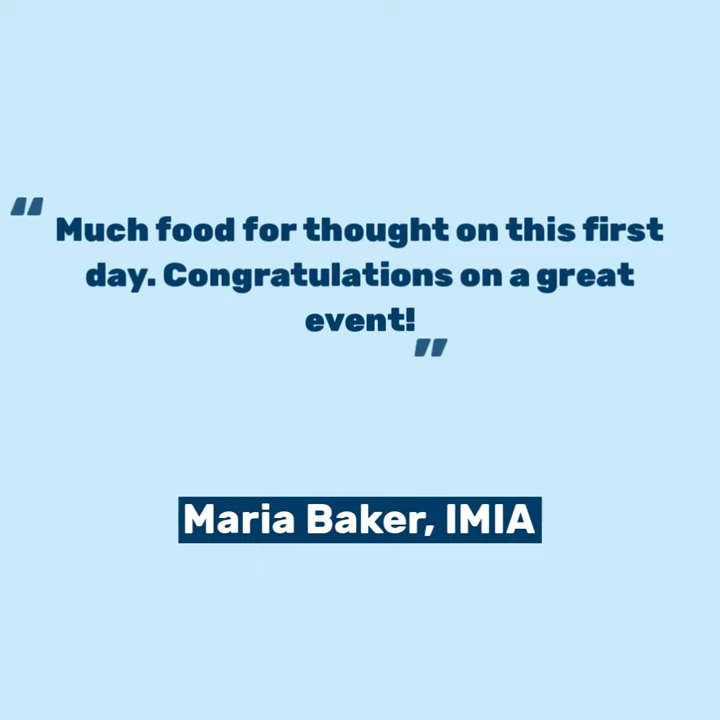 “Much food for thought on this first
day. Congratulations on a great
event!”
Maria Baker, IMIA